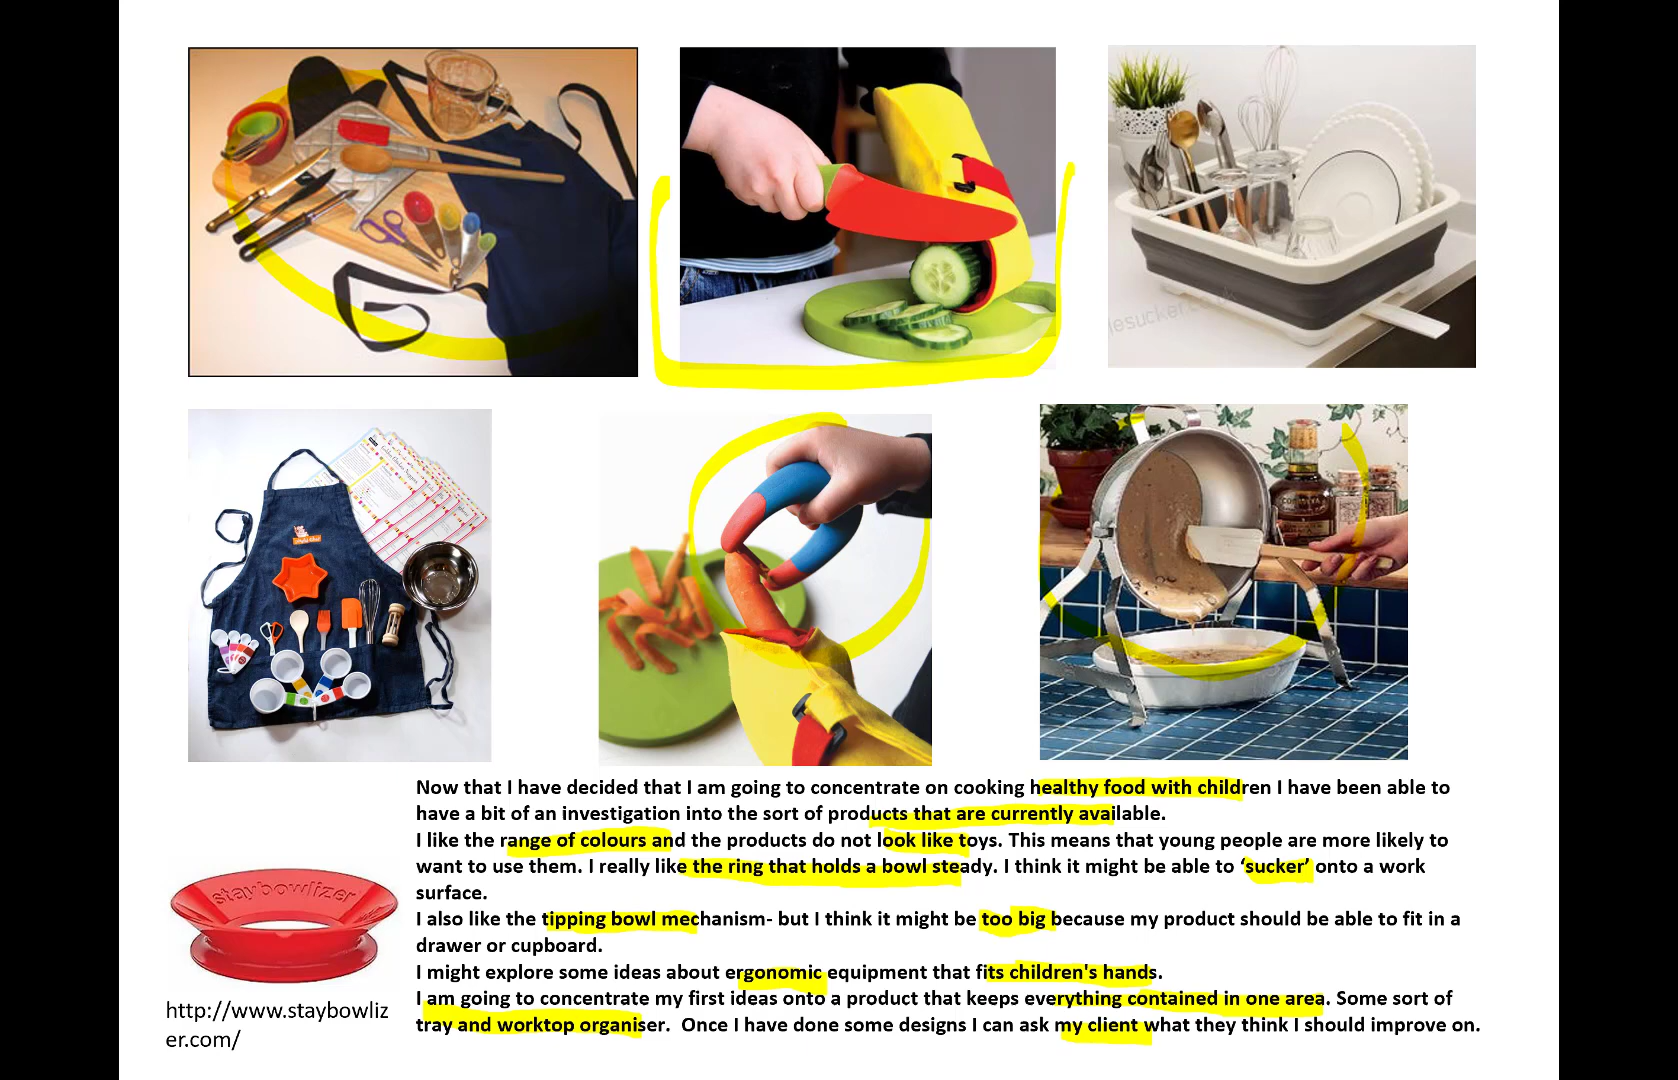 lesucker.
Now that I have decided that I am going to concentrate on cooking healthy food with children I have been able to
have a bit of an investigation into the sort of products that are currently available.
I like the range of colours and the products do not look like toys. This means that young people are more likely to
want to use them. I really like the ring that holds a bowl steady. I think it might be able to ‘sucker’ onto a work
surface.
I also like the tipping bowl mechanism- but I think it might be too big because my product should be able to fit in a
drawer or cupboard.
I might explore some ideas about ergonomic equipment that fits children's hands.
I am going to concentrate my first ideas onto a product that keeps everything contained in one area. Some sort of
tray and worktop organiser.  Once I have done some designs I can ask my client what they think I should improve on.
staybowlizer
http://www.staybowliz
er.com/